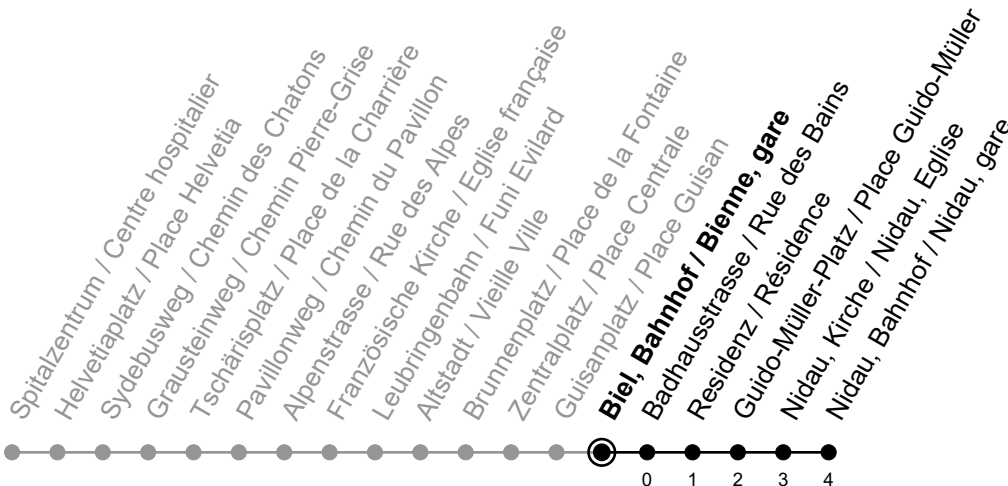 Spitalzentrum / Centre hospitalier
Helvetiaplatz / Place Helvetia
Sydebusweg / Chemin des Chatons
Grausteinweg / Chemin Pierre-Grise
Tschärisplatz / Place de la Charrière
Pavillonweg / Chemin du Pavillon
Alpenstrasse / Rue des Alpes
Französische Kirche / Eglise française
Leubringenbahn / Funi Evilard
Altstadt / Vieille Ville
Brunnenplatz / Place de la Fontaine
Zentralplatz / Place Centrale
Guisanplatz / Place Guisan
Biel, Bahnhof / Bienne, gare
Badhausstrasse / Rue des Bains
Residenz / Résidence
Guido-Müller-Platz / Place Guido-Müller
Nidau, Kirche / Nidau, Eglise
Nidau, Bahnhof / Nidau, gare
0 1 2 3 4